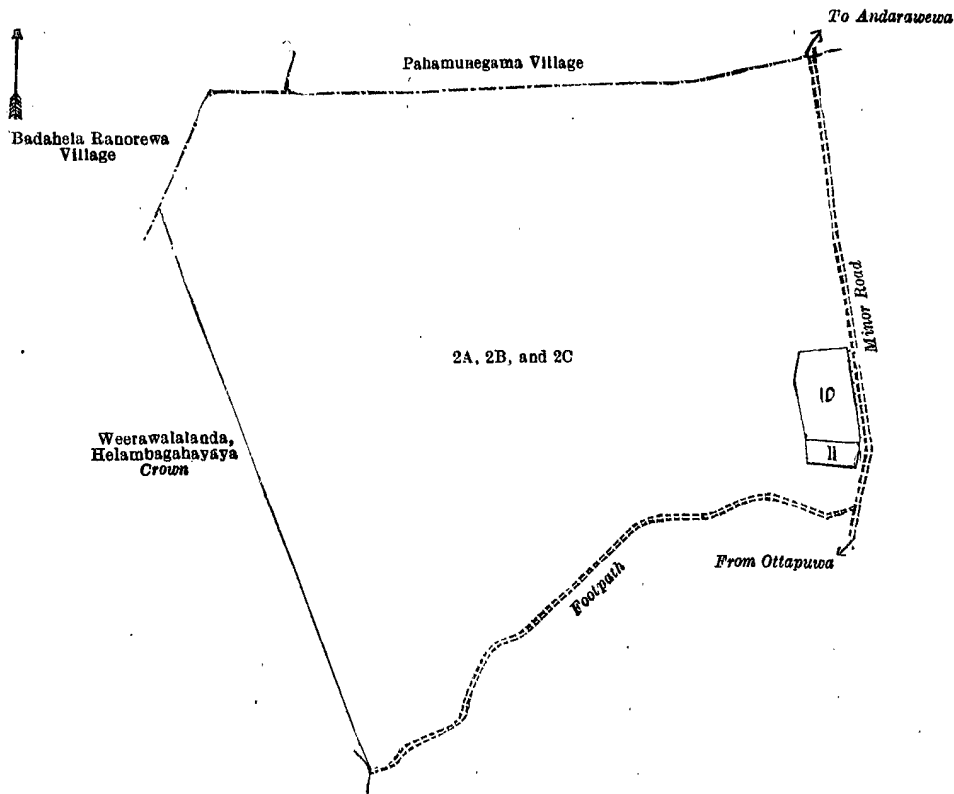 To Andarawewa
Pahamunegama Village
Badahela Ranorewa
Village
Minor Road
2A, 2B, and 2C
10
Weerawalalanda,
Helambagahayaya
Crown
11
From Ottapuwa
Footpath